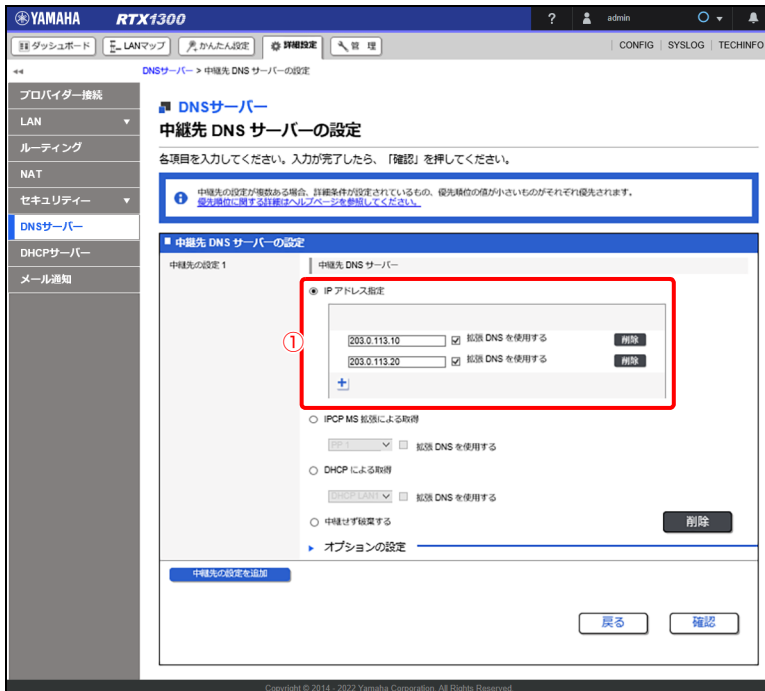 YAMAHA RTX1300 ? admin
ダッシュボード LANマップ かんたん設定 詳細設定 管 理 CONFIG SYSLOG TECHINFO
DNSサーバー > 中継先 DNS サーバーの設定
プロバイダー接続
LAN
ルーティング
NAT
セキュリティー
DNSサーバー
DHCPサーバー
メール通知
DNSサーバー
中継先 DNS サーバーの設定
各項目を入力してください。入力が完了したら、「確認」を押してください。
中継先の設定が複数ある場合、詳細条件が設定されているもの、優先順位の値が小さいものがそれぞれ優先されます。
優先順位に関する詳細はヘルプページを参照してください。
中継先 DNS サーバーの設定
中継先の設定 1
中継先 DNS サーバー
IP アドレス指定
①
203.0.113.10 拡張 DNS を使用する 削除
203.0.113.20 拡張 DNS を使用する 削除
+
IPCP MS 拡張による取得
PP 1 拡張 DNS を使用する
DHCP による取得
DHCP LAN1 拡張 DNS を使用する
中継せず破棄する
削除
オプションの設定
中継先の設定を追加
戻る 確認
Copyright © 2014 - 2022 Yamaha Corporation. All Rights Reserved.